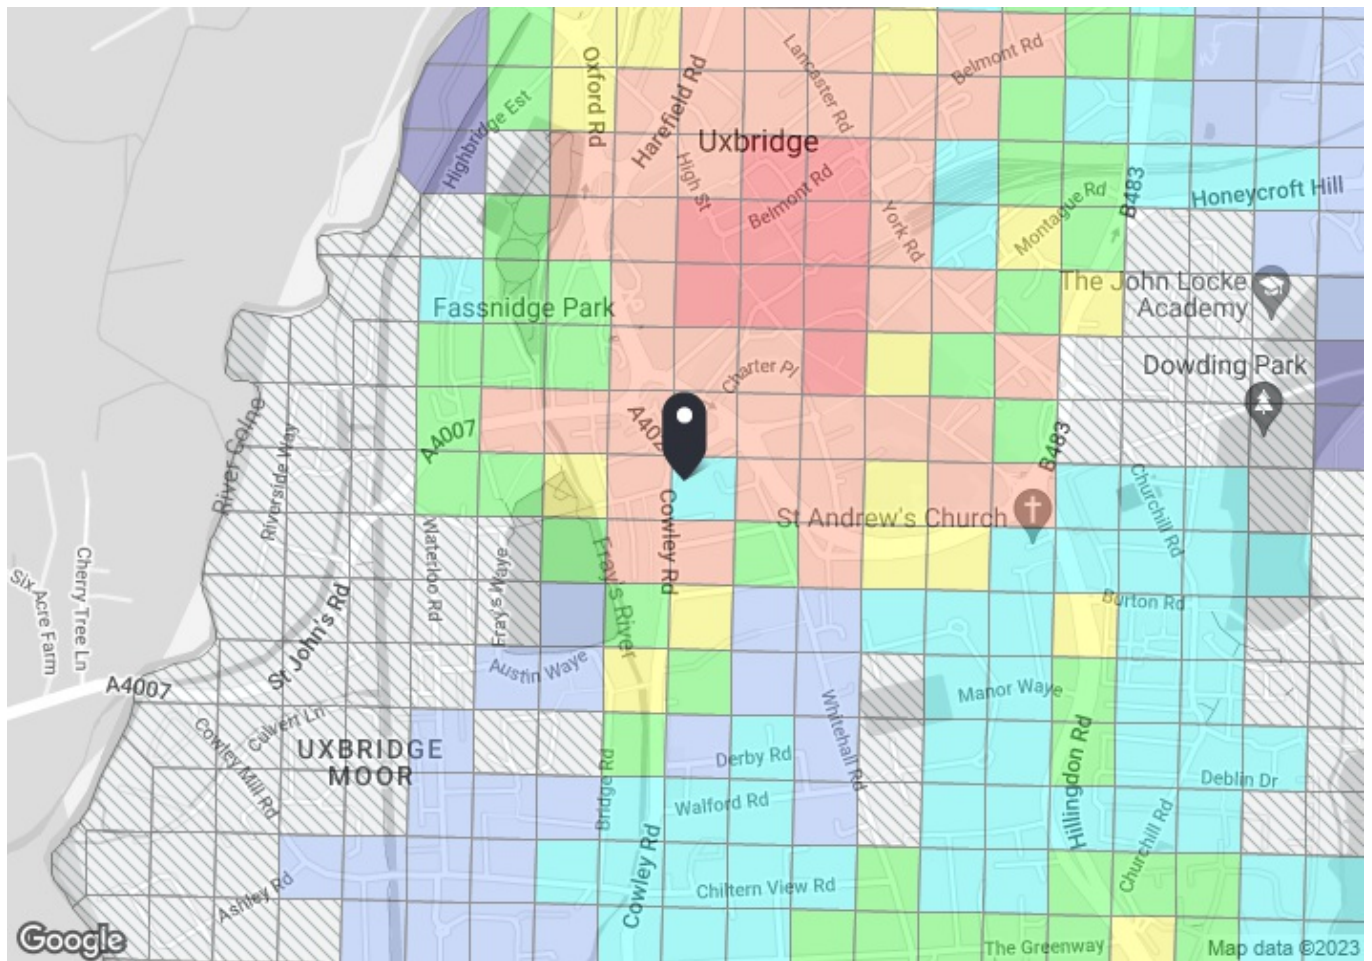 Oxford Rd
Harefield Rd
Lancaster Rd
Belmont Rd
Highbridge Est
Uxbridge
High St
Belmont Rd
York Rd
Montague Rd
B483
Honeycroft Hill
The John Locke
Academy
Fassnidge Park
Charter Pl
Dowding Park
River Colne
Riverside Way
A4007
B483
Cowley Rd
St Andrew's Church
Churchill Rd
Waterloo Rd
Fray's Waye
Fray's River
Six Acre Farm
Cherry Tree Ln
St John's Rd
Burton Rd
Austin Waye
A4007
Manor Waye
Whitehall Rd
Cowley Mill Rd
Culvert Ln
UXBRIDGE
MOOR
Bridge Rd
Derby Rd
Walford Rd
Hillingdon Rd
Deblin Dr
Churchill Rd
Cowley Rd
Ashley Rd
Chiltern View Rd
Google
The Greenway
Map data ©2023